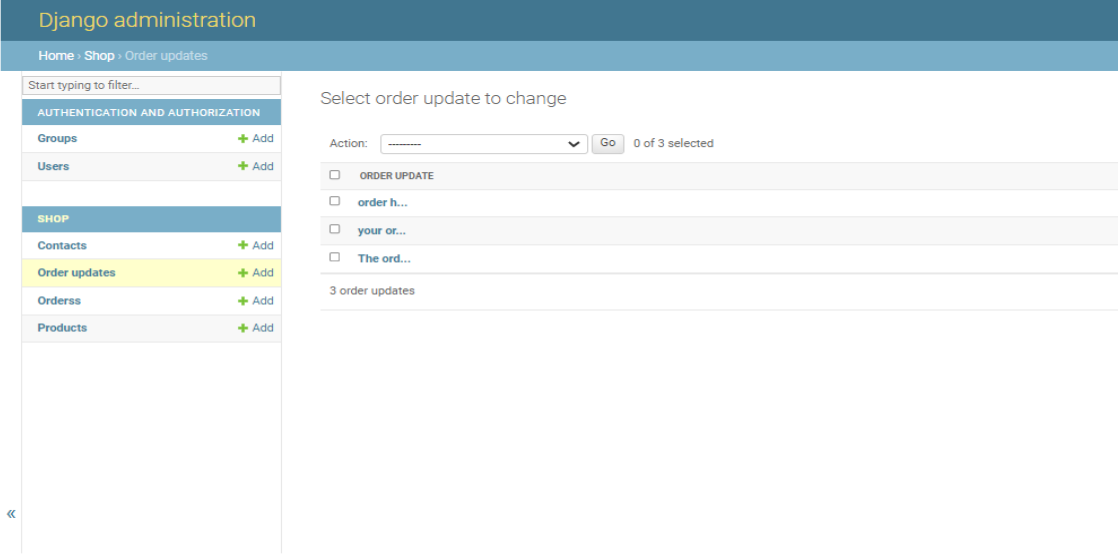 Django administration
Home › Shop › Order updates
Start typing to filter...
AUTHENTICATION AND AUTHORIZATION
Groups + Add
Users + Add
SHOP
Contacts + Add
Order updates + Add
Orderss + Add
Products + Add
«
Select order update to change
Action: --------- Go 0 of 3 selected
ORDER UPDATE
order h...
your or...
The ord...
3 order updates